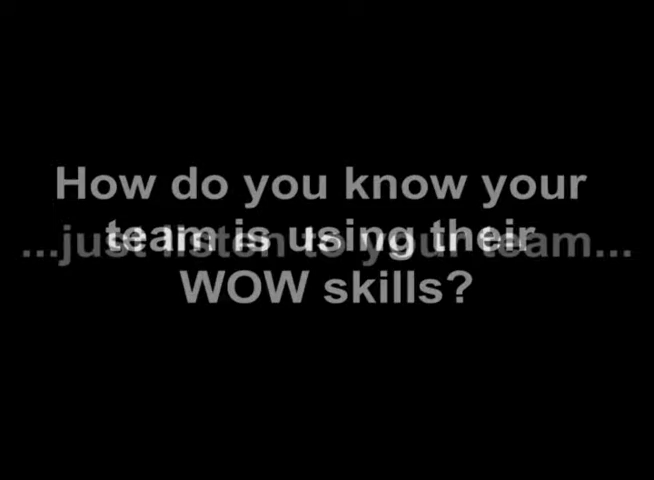 How do you know your
team is using their
WOW skills?
...just listen to your team...